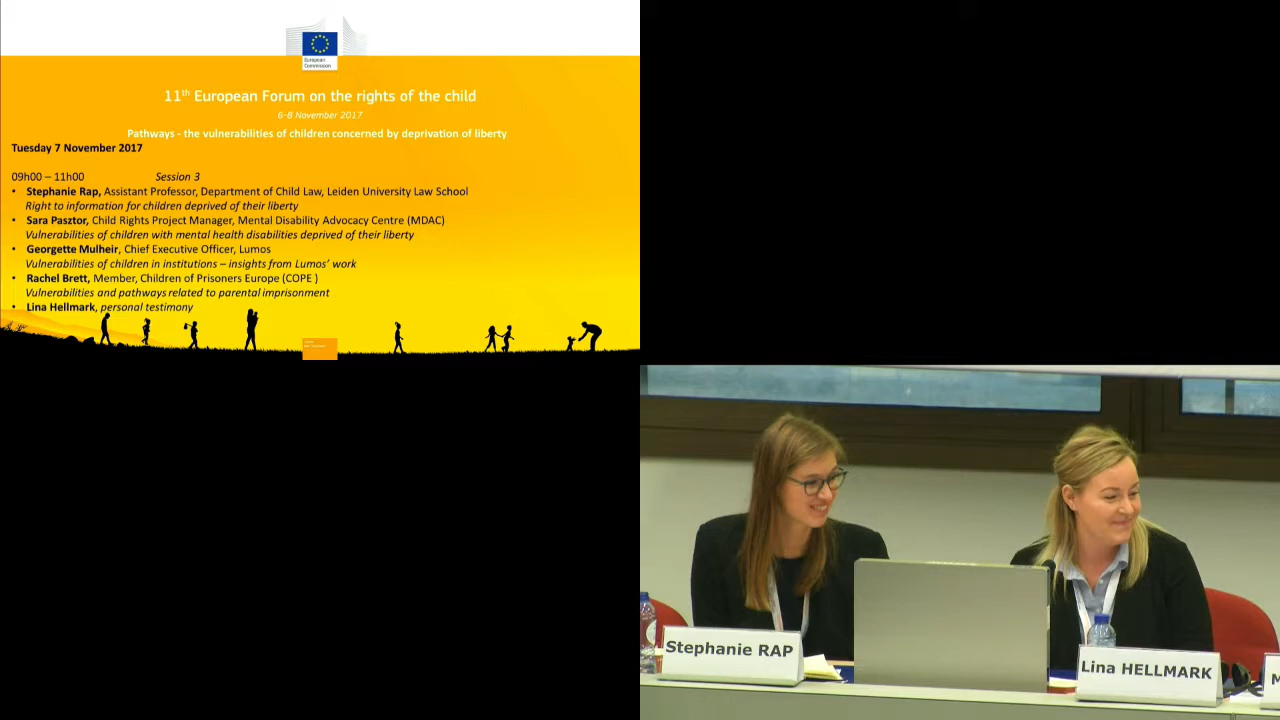 European
Commission
11th European Forum on the rights of the child
6-8 November 2017
Pathways - the vulnerabilities of children concerned by deprivation of liberty
Tuesday 7 November 2017
09h00 – 11h00 Session 3
• Stephanie Rap, Assistant Professor, Department of Child Law, Leiden University Law School
Right to information for children deprived of their liberty
• Sara Pasztor, Child Rights Project Manager, Mental Disability Advocacy Centre (MDAC)
Vulnerabilities of children with mental health disabilities deprived of their liberty
• Georgette Mulheir, Chief Executive Officer, Lumos
Vulnerabilities of children in institutions – insights from Lumos' work
• Rachel Brett, Member, Children of Prisoners Europe (COPE )
Vulnerabilities and pathways related to parental imprisonment
• Lina Hellmark, personal testimony
Stephanie RAP
Lina HELLMARK
M